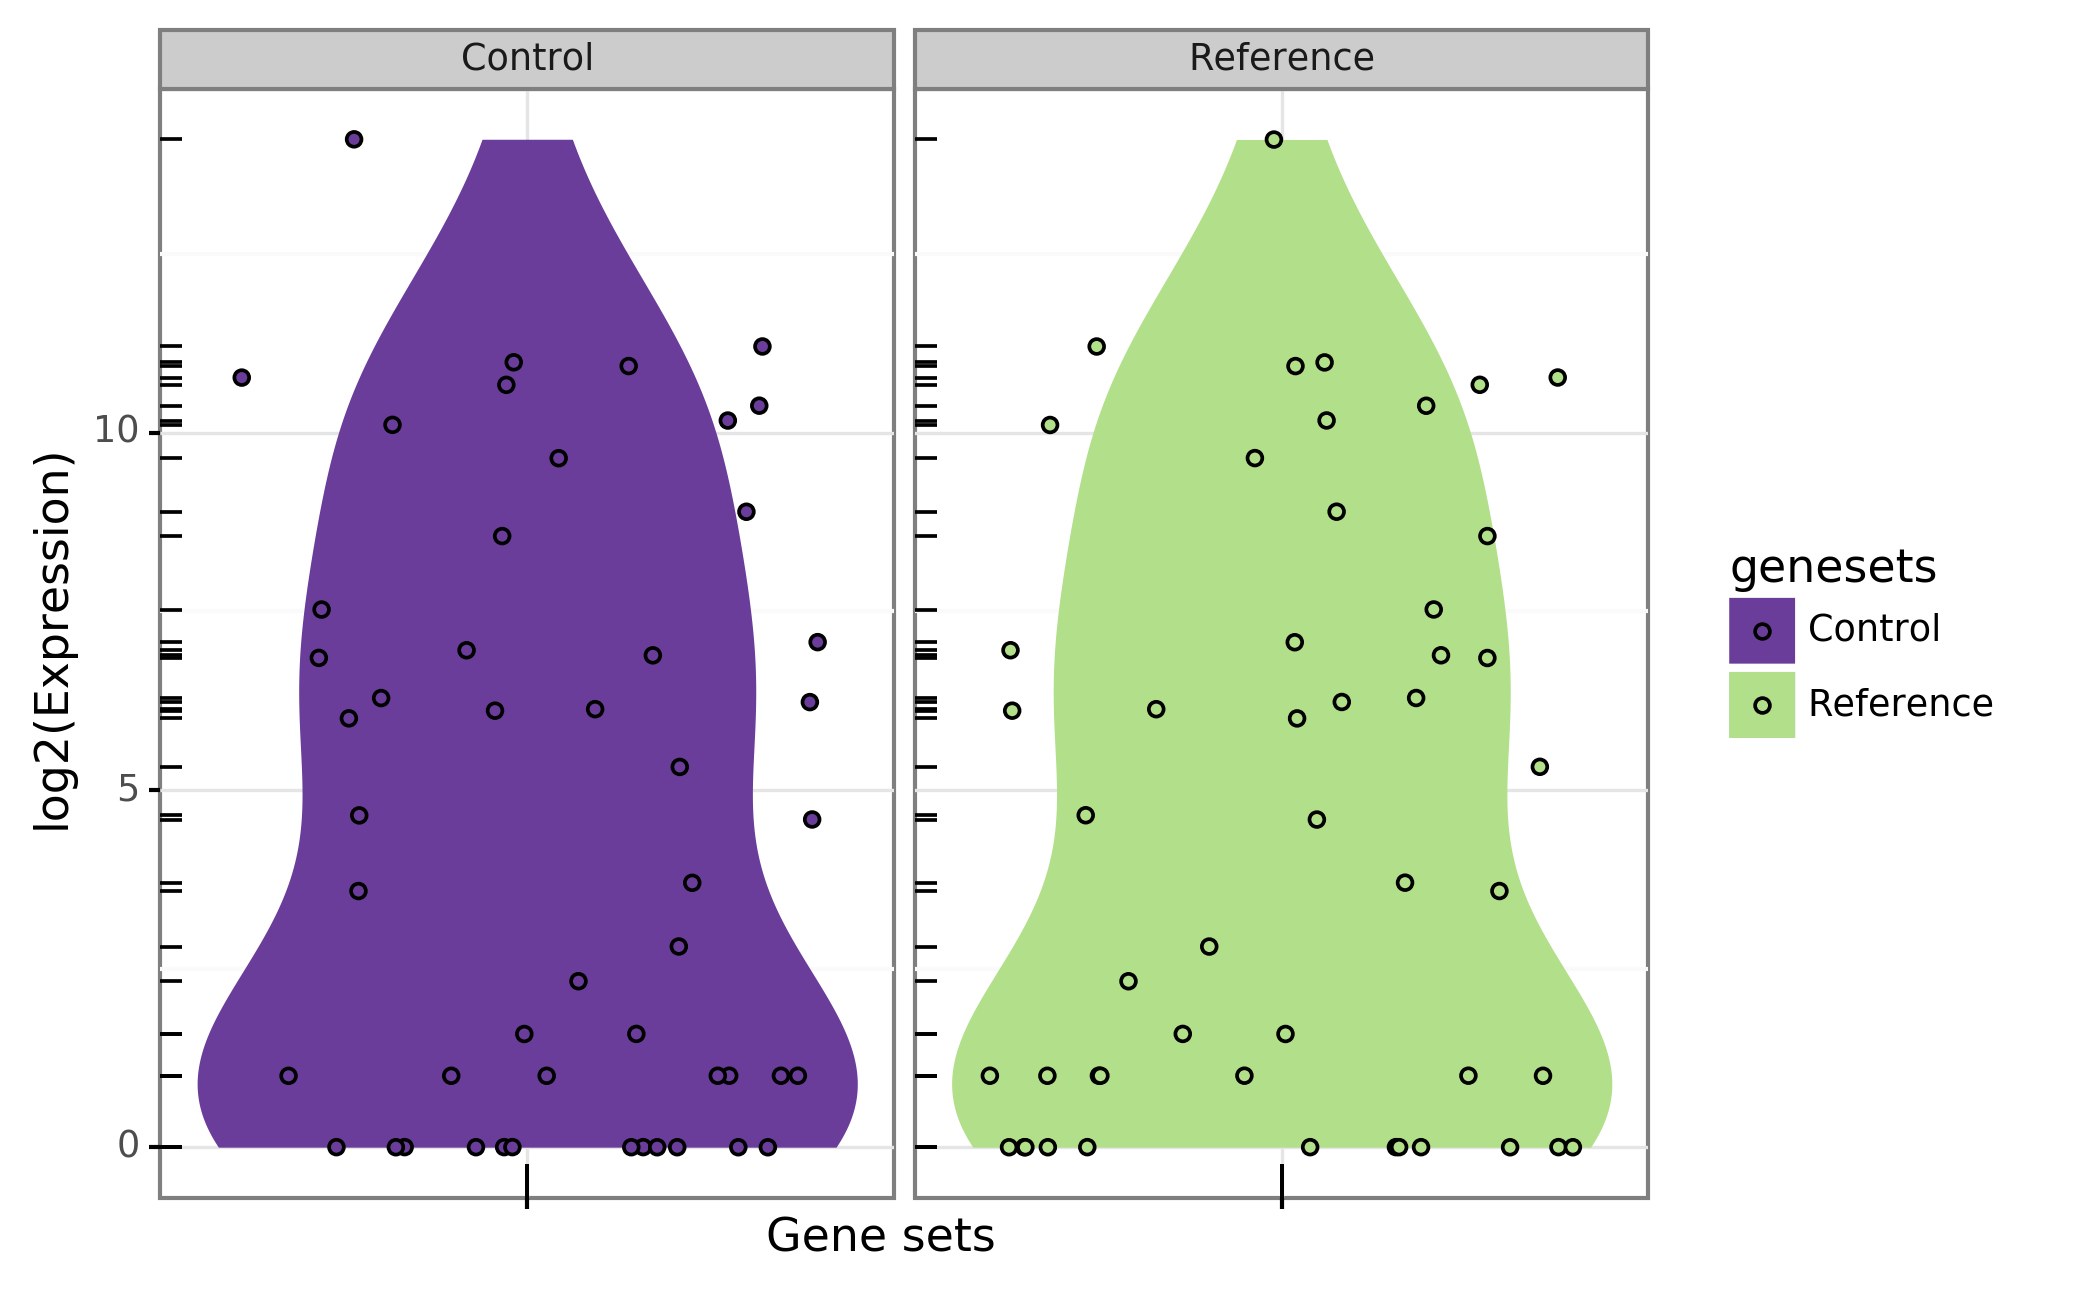 Control
Reference
log2(Expression)
10
5
0
Gene sets
genesets
Control
Reference